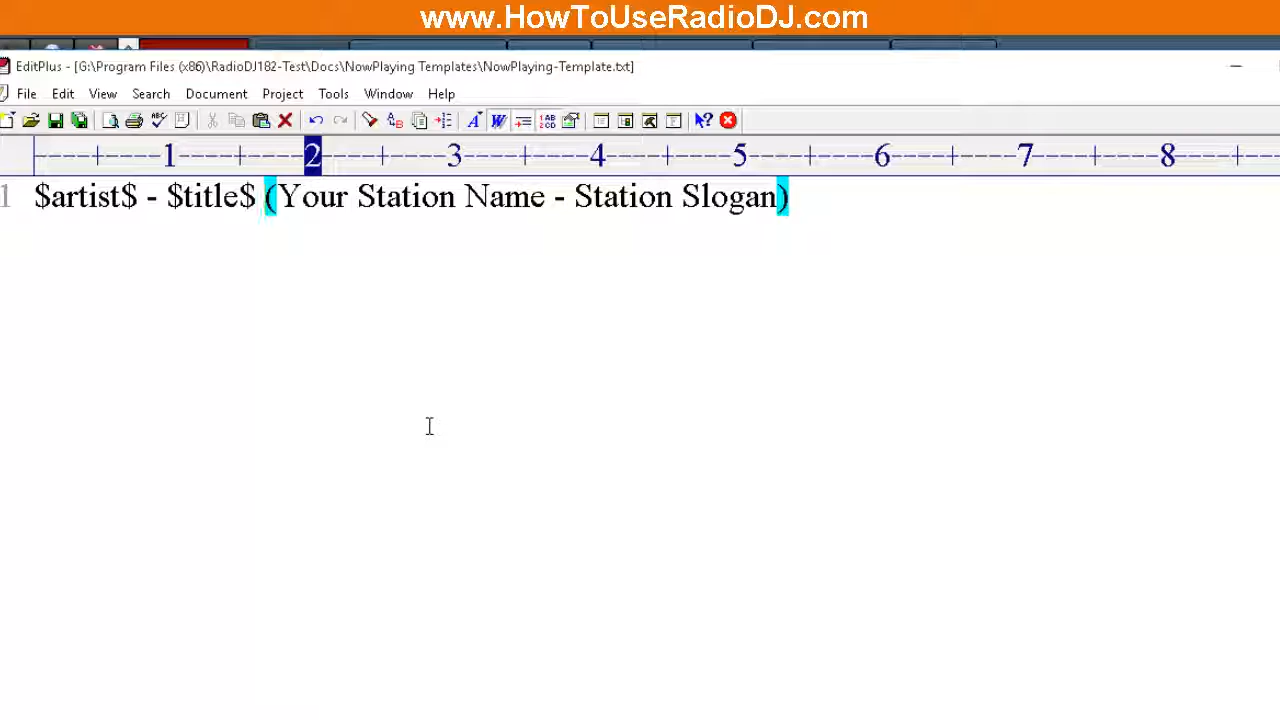 www.HowToUseRadioDJ.com
EditPlus - [G:\Program Files (x86)\RadioDJ182-Test\Docs\NowPlaying Templates\NowPlaying-Template.txt]
File Edit View Search Document Project Tools Window Help
----+----1----+----2----+----3----+----4----+----5----+----6----+----7----+----8----+---
1 $artist$ - $title$ (Your Station Name - Station Slogan)